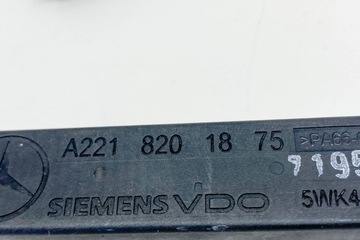 A221 820 18 75 >PA66-
7195
SIEMENS VDO 5WK4